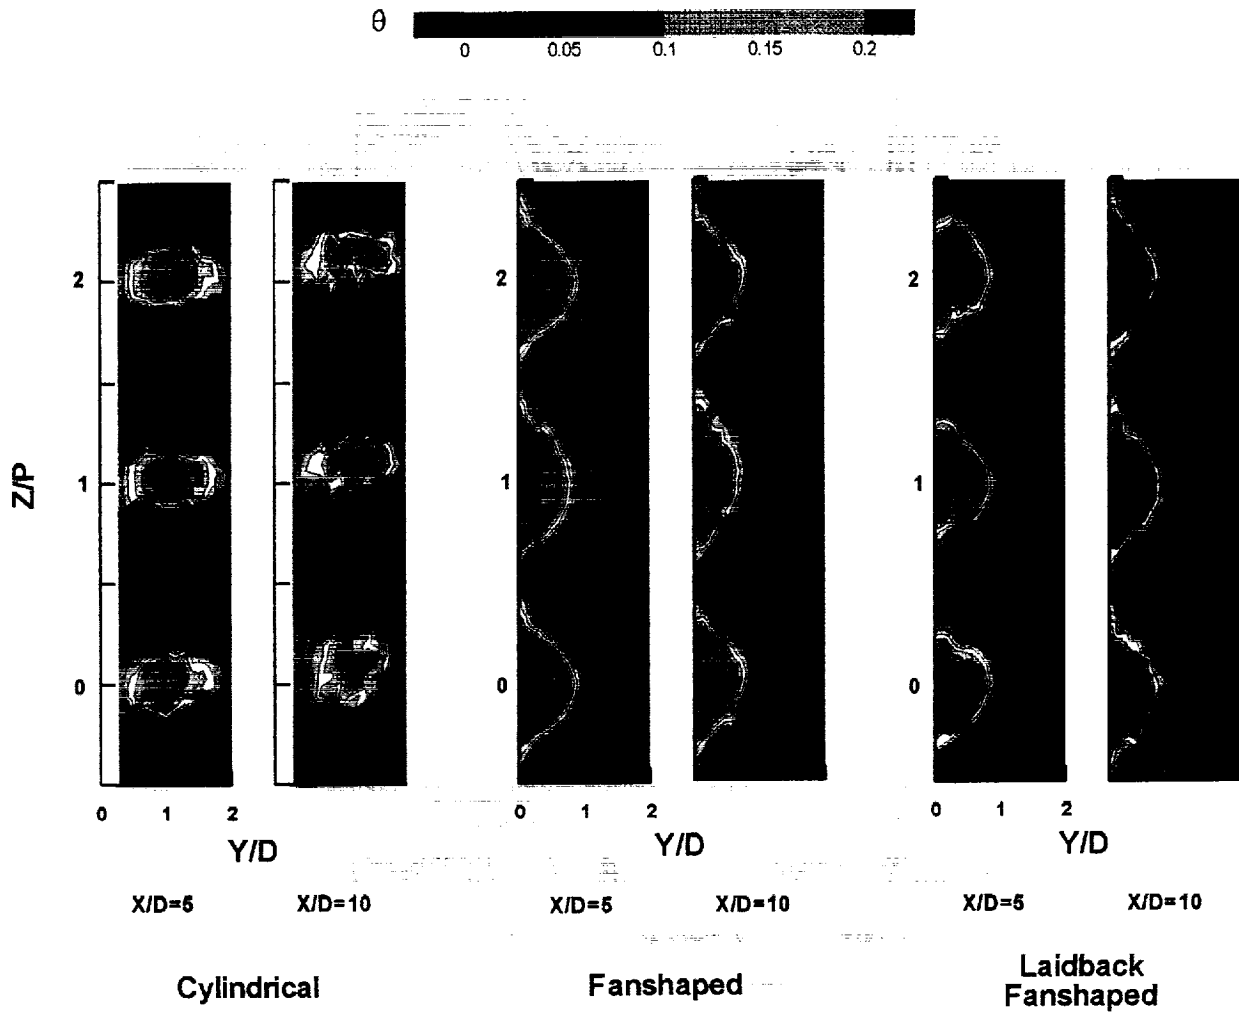 θ
0 0.05 0.1 0.15 0.2
Z/P
2 2 2
1 1 1
0 0 0
0 1 2 0 1 2 0 1 2
Y/D Y/D Y/D
X/D=5 X/D=10 X/D=5 X/D=10 X/D=5 X/D=10
Cylindrical Fanshaped Laidback
Fanshaped